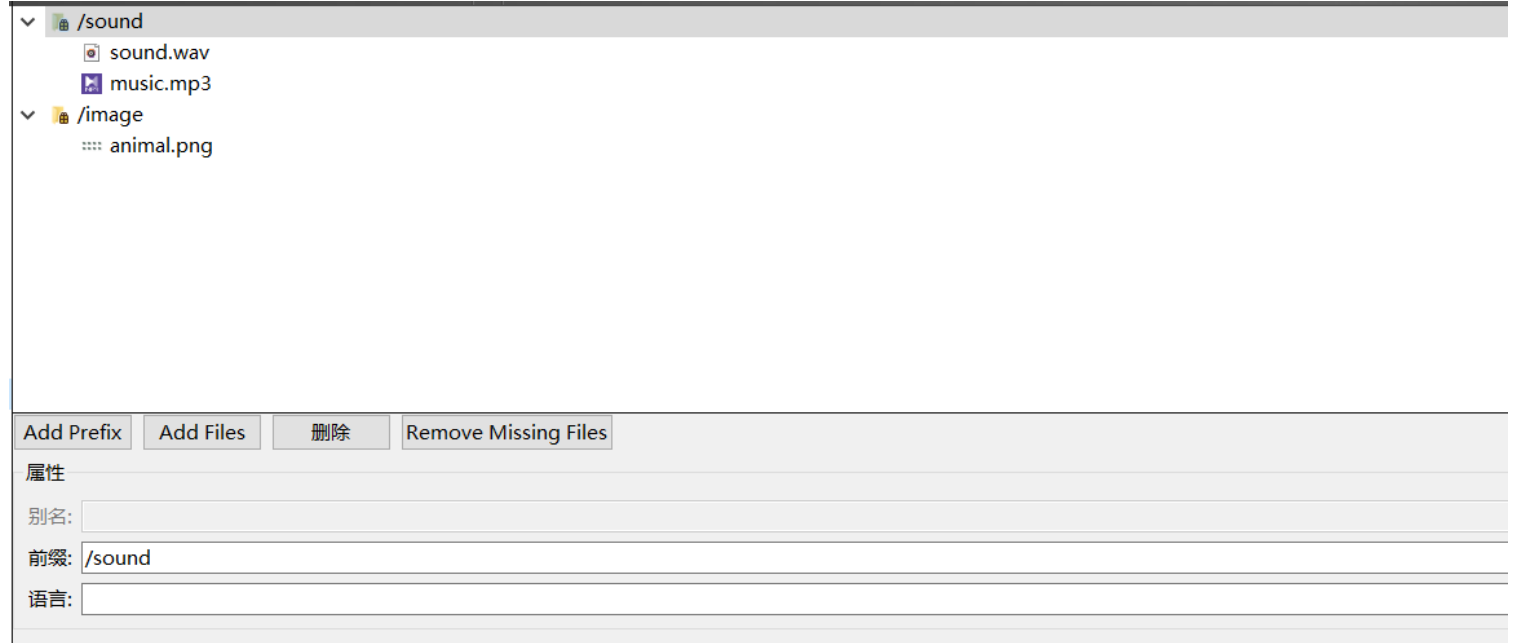 /sound
sound.wav
music.mp3
/image
animal.png
Add Prefix Add Files 删除 Remove Missing Files
属性
别名:
前缀: /sound
语言: